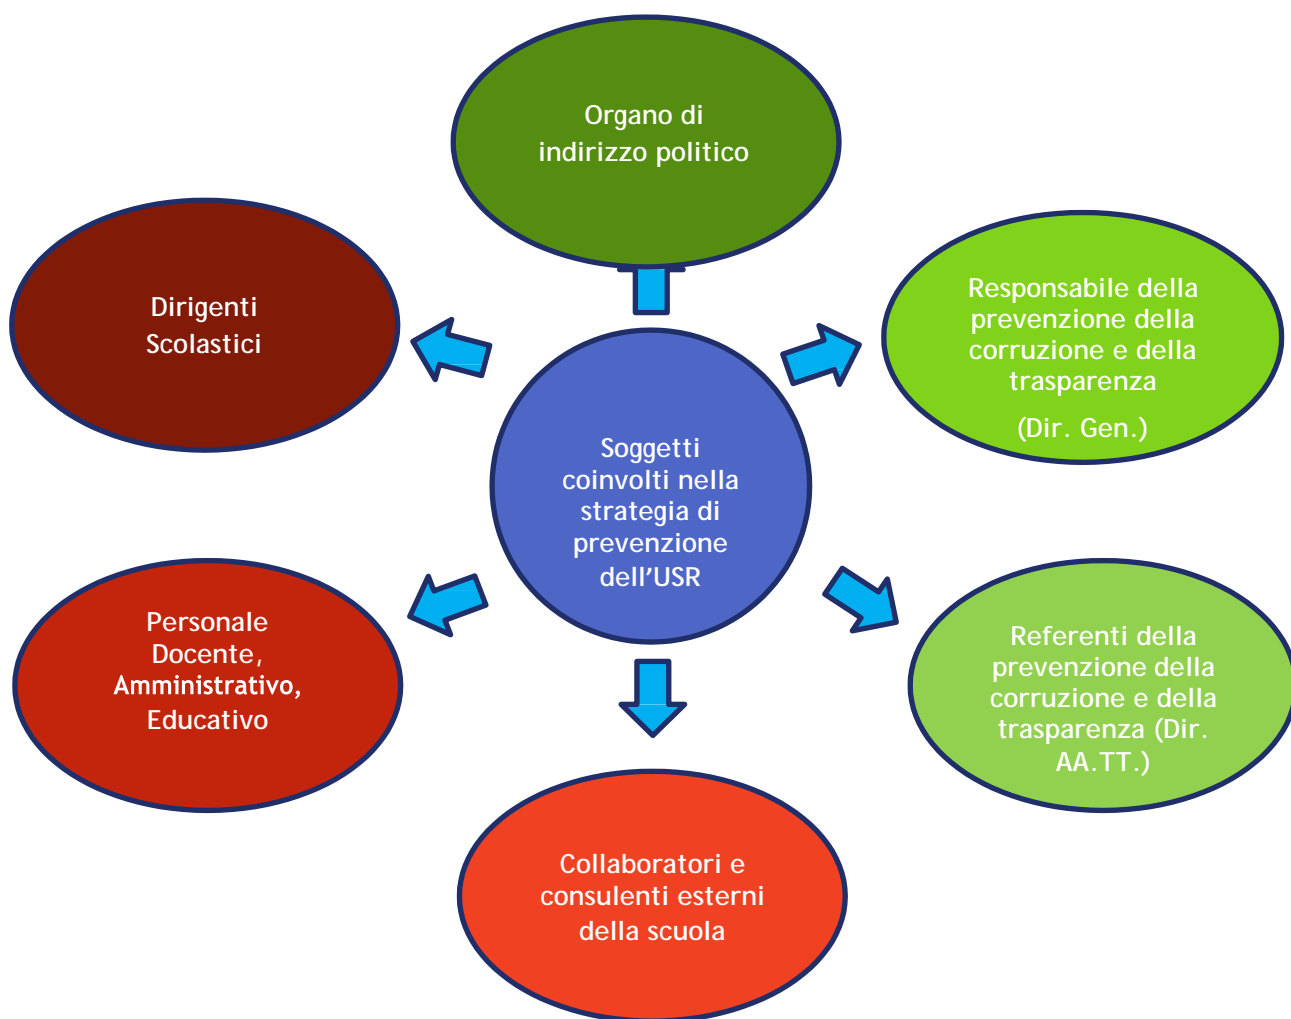 Organo di
indirizzo politico
Dirigenti
Scolastici
Responsabile della
prevenzione della
corruzione e della
trasparenza
(Dir. Gen.)
Soggetti
coinvolti nella
strategia di
prevenzione
dell’USR
Personale
Docente,
Amministrativo,
Educativo
Referenti della
prevenzione della
corruzione e della
trasparenza (Dir.
AA.TT.)
Collaboratori e
consulenti esterni
della scuola